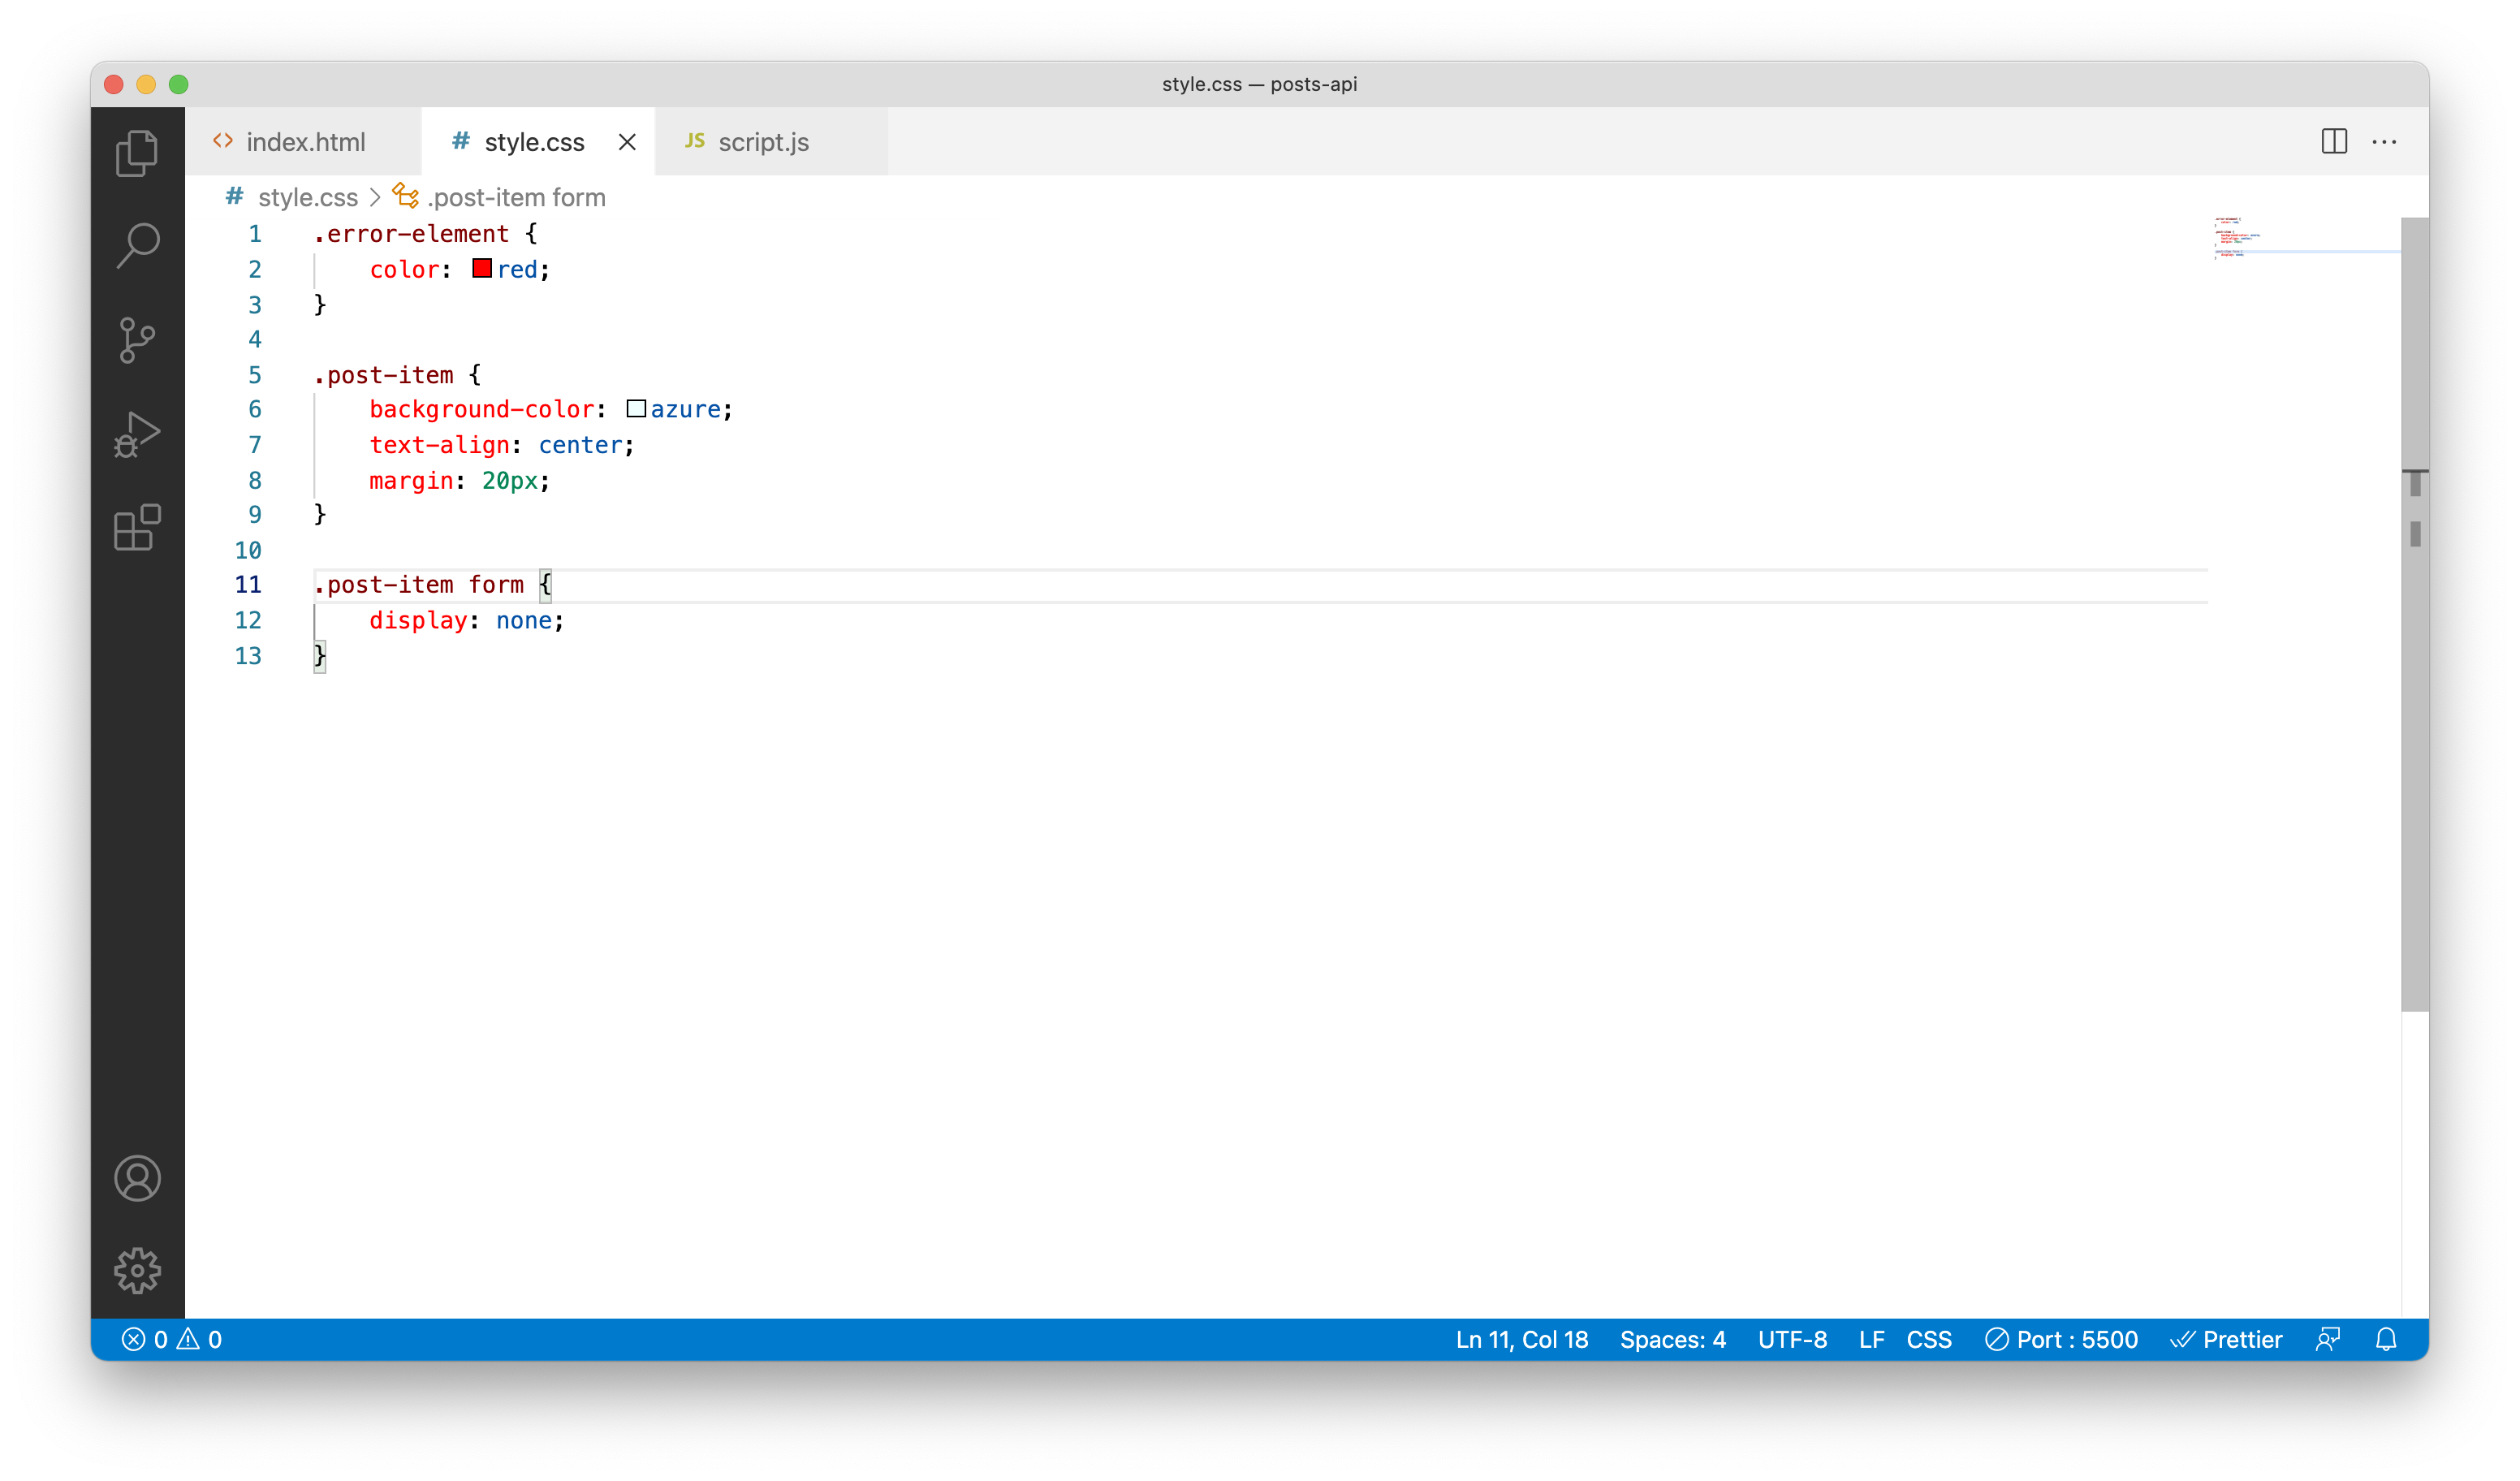 style.css — posts-api
index.html
# style.css
JS script.js
# style.css > .post-item form
1 .error-element {
2     color: red;
3 }
4
5 .post-item {
6     background-color: azure;
7     text-align: center;
8     margin: 20px;
9 }
10
11 .post-item form {
12     display: none;
13 }
0 0 Ln 11, Col 18 Spaces: 4 UTF-8 LF CSS Port : 5500 Prettier